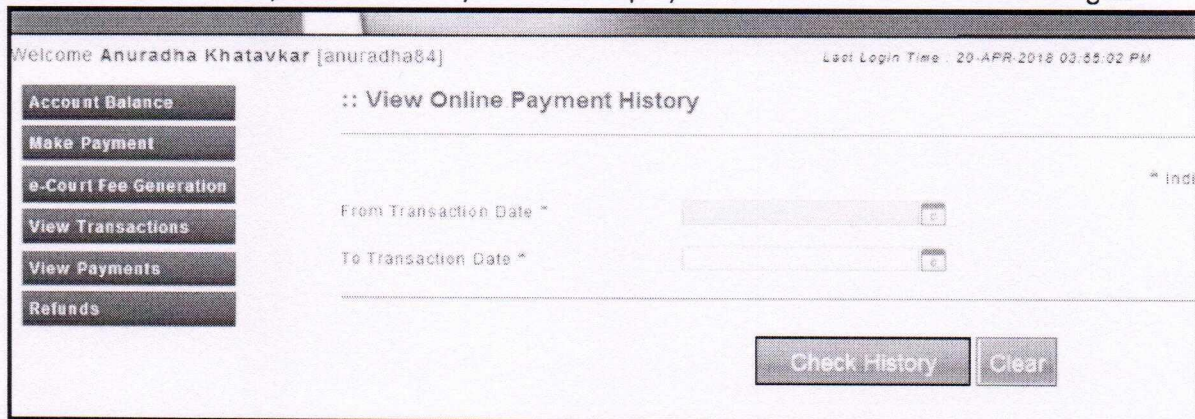 Welcome Anuradha Khatavkar [anuradha84]
Last Login Time : 20-APR-2018 03:55:02 PM
Account Balance
Make Payment
e-Court Fee Generation
View Transactions
View Payments
Refunds
:: View Online Payment History
* Indi
From Transaction Date *
To Transaction Date *
Check History
Clear